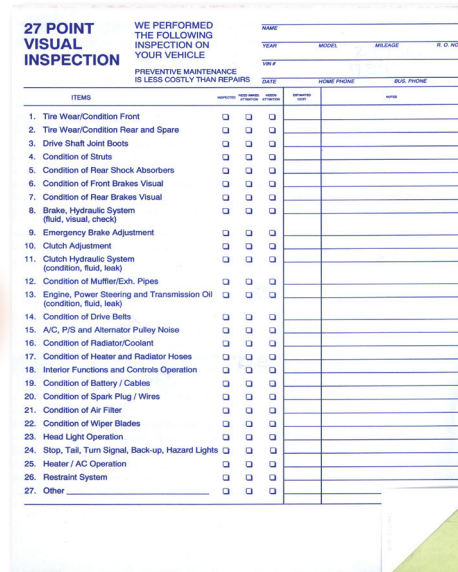 27 POINT
VISUAL
INSPECTION
WE PERFORMED
THE FOLLOWING
INSPECTION ON
YOUR VEHICLE
PREVENTIVE MAINTENANCE
IS LESS COSTLY THAN REPAIRS
NAME
YEAR MODEL MILEAGE R. O. NO
VIN #
DATE HOME PHONE BUS. PHONE
ITEMS INSPECTED NEEDS ATTENTION ESTIMATED COST NOTES
1. Tire Wear/Condition Front
2. Tire Wear/Condition Rear and Spare
3. Drive Shaft Joint Boots
4. Condition of Struts
5. Condition of Rear Shock Absorbers
6. Condition of Front Brakes Visual
7. Condition of Rear Brakes Visual
8. Brake, Hydraulic System
(fluid, visual, check)
9. Emergency Brake Adjustment
10. Clutch Adjustment
11. Clutch Hydraulic System
(condition, fluid, leak)
12. Condition of Muffler/Exh. Pipes
13. Engine, Power Steering and Transmission Oil
(condition, fluid, leak)
14. Condition of Drive Belts
15. A/C, P/S and Alternator Pulley Noise
16. Condition of Radiator/Coolant
17. Condition of Heater and Radiator Hoses
18. Interior Functions and Controls Operation
19. Condition of Battery / Cables
20. Condition of Spark Plug / Wires
21. Condition of Air Filter
22. Condition of Wiper Blades
23. Head Light Operation
24. Stop, Tail, Turn Signal, Back-up, Hazard Lights
25. Heater / AC Operation
26. Restraint System
27. Other